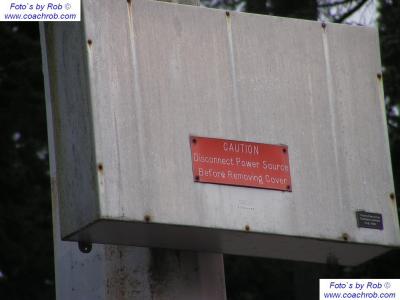 Foto`s by Rob ©
www.coachrob.com
CAUTION
Disconnect Power Source
Before Removing Cover
Foto`s by Rob ©
www.coachrob.com